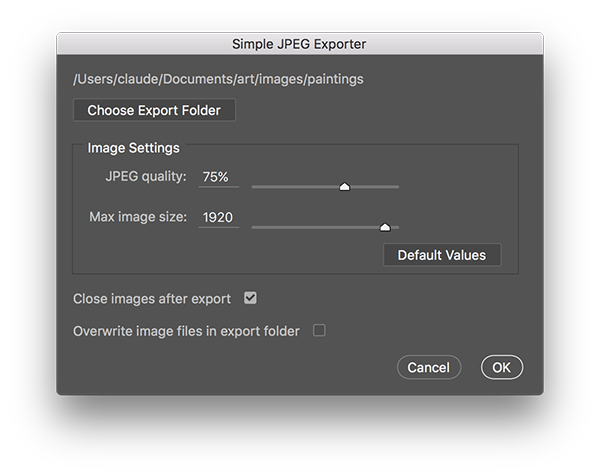 Simple JPEG Exporter
/Users/claude/Documents/art/images/paintings
Choose Export Folder
Image Settings
JPEG quality: 75%
Max image size: 1920
Default Values
Close images after export
Overwrite image files in export folder
Cancel OK